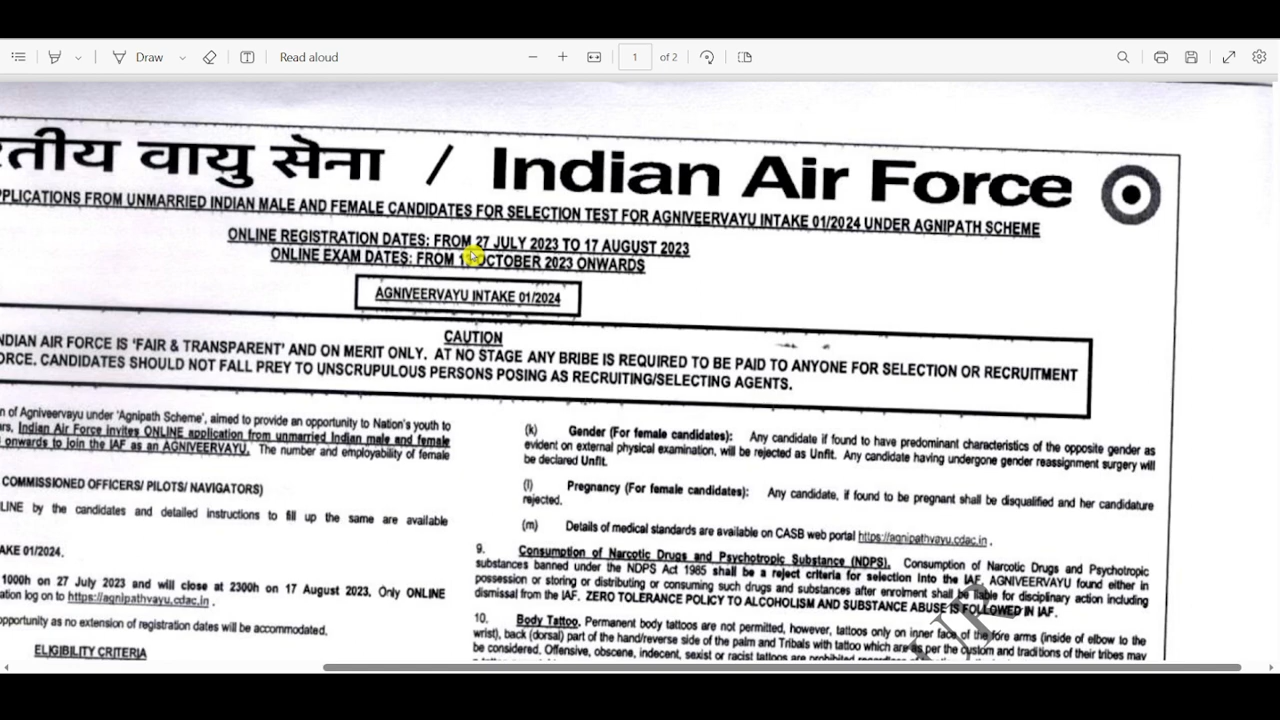 Draw
Read aloud
1 of 2
वायु सेना / Indian Air Force
FROM UNMARRIED INDIAN MALE AND FEMALE CANDIDATES FOR SELECTION TEST FOR AGNIVEERVAYU INTAKE 01/2024 UNDER AGNIPATH SCHEME
ONLINE REGISTRATION DATES: FROM 27 JULY 2023 TO 17 AUGUST 2023
ONLINE EXAM DATES: FROM OCTOBER 2023 ONWARDS
AGNIVEERVAYU INTAKE 01/2024
CAUTION
AIR FORCE IS 'FAIR & TRANSPARENT' AND ON MERIT ONLY. AT NO STAGE ANY BRIBE IS REQUIRED TO BE PAID TO ANYONE FOR SELECTION OR RECRUITMENT
CANDIDATES SHOULD NOT FALL PREY TO UNSCRUPULOUS PERSONS POSING AS RECRUITING/SELECTING AGENTS.
of Agniveervayu under 'Agnipath Scheme', aimed to provide an opportunity to Nation's youth to
Indian Air Force invites ONLINE application from unmarried Indian male and female
onwards to join the IAF as an AGNIVEERVAYU. The number and employability of female
COMMISSIONED OFFICERS/ PILOTS/ NAVIGATORS)
by the candidates and detailed instructions to fill up the same are available
01/2024.
1000h on 27 July 2023 and will close at 2300h on 17 August 2023. Only ONLINE
log on to https://agnipathvayu.cdac.in .
opportunity as no extension of registration dates will be accommodated.
ELIGIBILITY CRITERIA
(k) Gender (For female candidates): Any candidate if found to have predominant characteristics of the opposite gender as
evident on external physical examination, will be rejected as Unfit. Any candidate having undergone gender reassignment surgery will
be declared Unfit.
(l) Pregnancy (For female candidates): Any candidate, if found to be pregnant shall be disqualified and her candidature
rejected.
(m) Details of medical standards are available on CASB web portal https://agnipathvayu.cdac.in .
9. Consumption of Narcotic Drugs and Psychotropic Substance (NDPS). Consumption of Narcotic Drugs and Psychotropic
substances banned under the NDPS Act 1985 shall be a reject criteria for selection into the IAF. AGNIVEERVAYU found either in
possession or storing or distributing or consuming such drugs and substances after enrolment shall be liable for disciplinary action including
dismissal from the IAF. ZERO TOLERANCE POLICY TO ALCOHOLISM AND SUBSTANCE ABUSE IS FOLLOWED IN IAF.
10. Body Tattoo. Permanent body tattoos are not permitted, however, tattoos only on inner face of the fore arms (inside of elbow to the
wrist), back (dorsal) part of the hand/reverse side of the palm and Tribals with tattoo which are as per the custom and traditions of their tribes may
be considered. Offensive, obscene, indecent, sexist or racist tattoos are prohibited